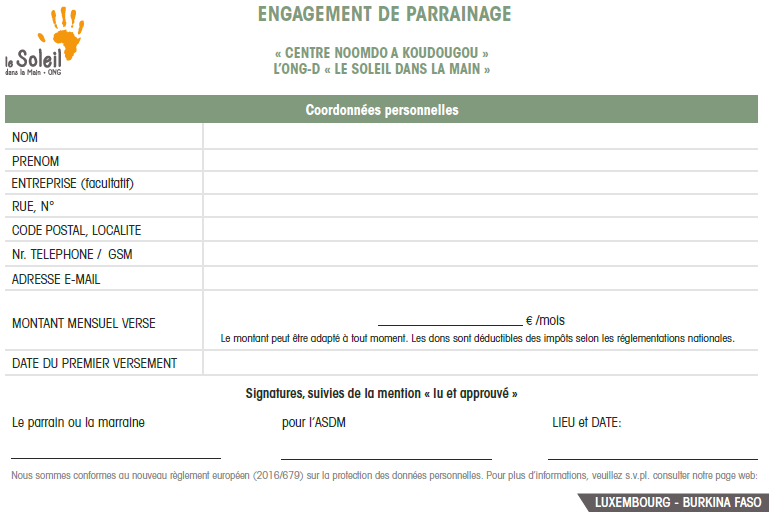 ENGAGEMENT DE PARRAINAGE
« CENTRE NOOMDO A KOUDOUGOU »
L'ONG-D « LE SOLEIL DANS LA MAIN »
le Soleil
dans la Main • ONG
Coordonnées personnelles
NOM
PRENOM
ENTREPRISE (facultatif)
RUE, N°
CODE POSTAL, LOCALITE
Nr. TELEPHONE / GSM
ADRESSE E-MAIL
MONTANT MENSUEL VERSE
€ /mois
Le montant peut être adapté à tout moment. Les dons sont déductibles des impôts selon les réglementations nationales.
DATE DU PREMIER VERSEMENT
Signatures, suivies de la mention « lu et approuvé »
Le parrain ou la marraine pour l'ASDM LIEU et DATE:
Nous sommes conformes au nouveau règlement européen (2016/679) sur la protection des données personnelles. Pour plus d'informations, veuillez s.v.pl. consulter notre page web:
LUXEMBOURG - BURKINA FASO